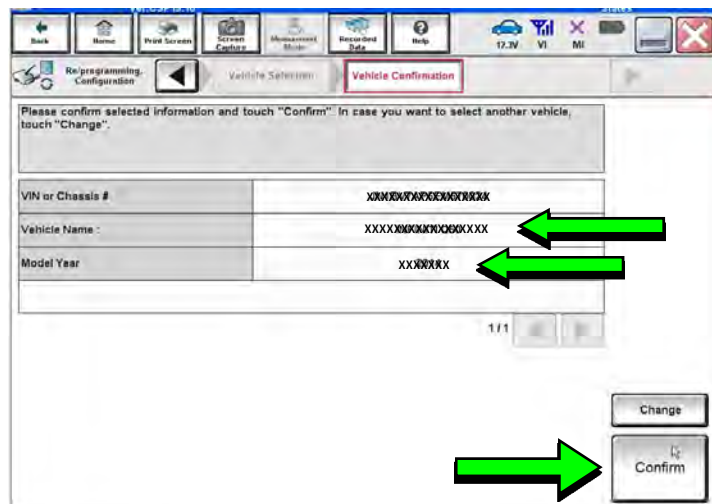 Back
Home
Print Screen
Screen Capture
Measurement Mode
Recorded Data
Help
17.3V
VI
MI
Re/programming, Configuration
Vehicle Selection
Vehicle Confirmation
Please confirm selected information and touch "Confirm". In case you want to select another vehicle,
touch "Change".
VIN or Chassis #
Vehicle Name :
Model Year
1/1
Change
Confirm